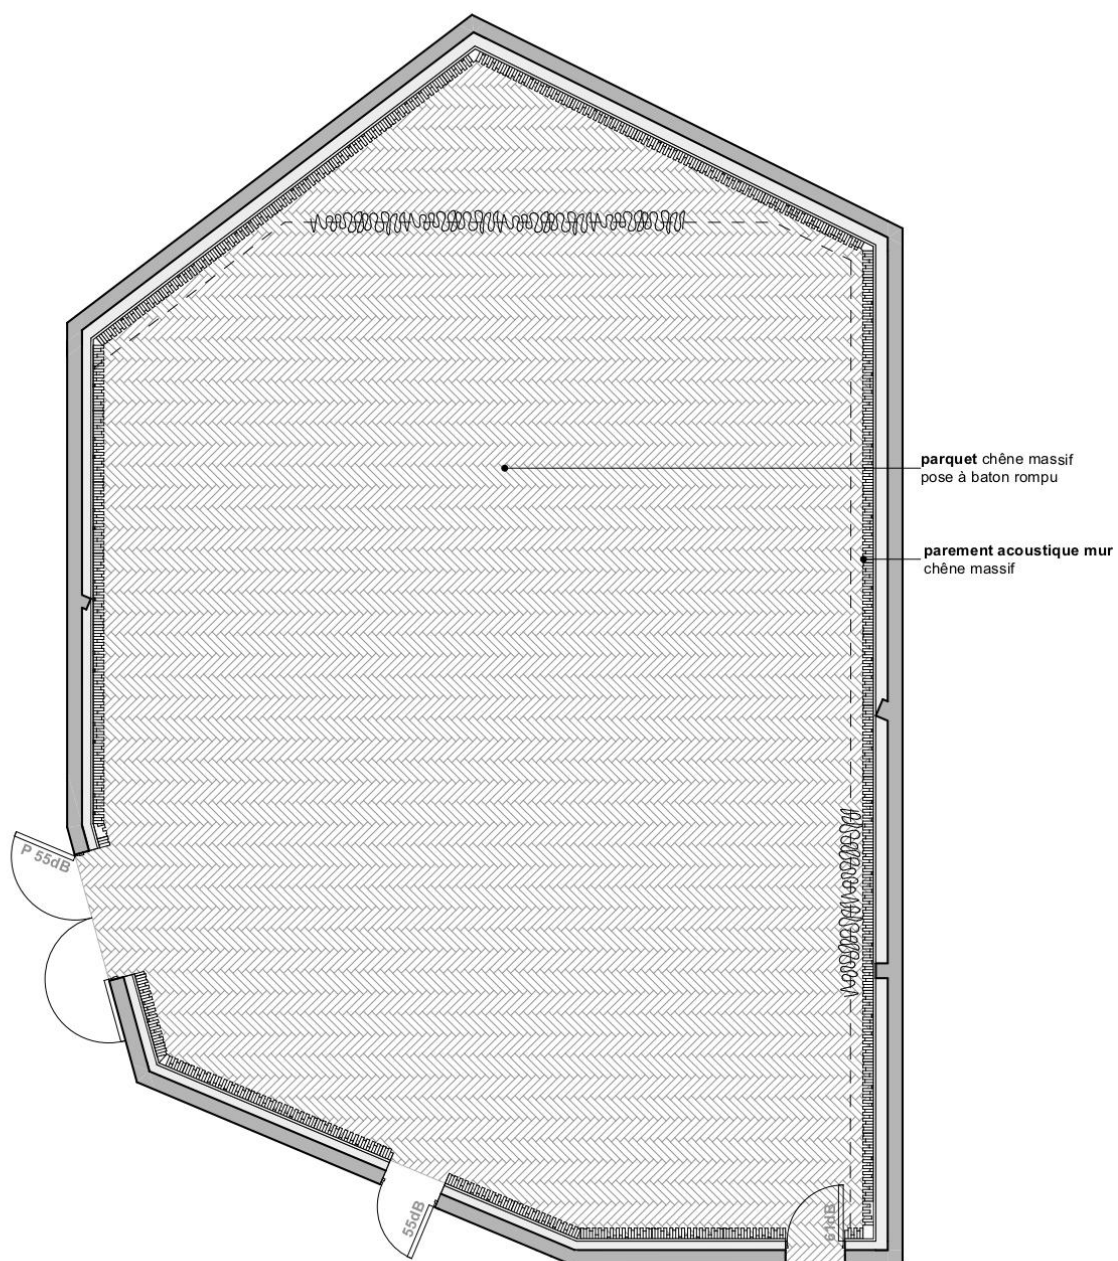 parquet chêne massif
pose à baton rompu
parement acoustique mur
chêne massif
P 55dB
55dB
61dB